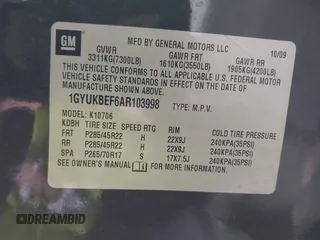 GM
MFD BY GENERAL MOTORS LLC
10/09
GVWR GAWR FRT GAWR RR
3311KG(7300LB) 1610KG(3550LB) 1905KG(4200LB)
THIS VEHICLE CONFORMS TO ALL APPLICABLE U.S. FEDERAL MOTOR
VEHICLE SAFETY STANDARDS IN EFFECT ON THE DATE OF
MANUFACTURE SHOWN ABOVE.
1GYUKBEF6AR103998 TYPE: M.P.V.
MODEL: K10706
KDBH TIRE SIZE SPEED RTG RIM COLD TIRE PRESSURE
FRT P285/45R22 H 22X9J 240KPA(35PSI)
RR P285/45R22 H 22X9J 240KPA(35PSI)
SPA P265/70R17 S 17X7.5J 240KPA(35PSI)
SEE OWNER'S MANUAL FOR MORE INFORMATION.
DREAMBID